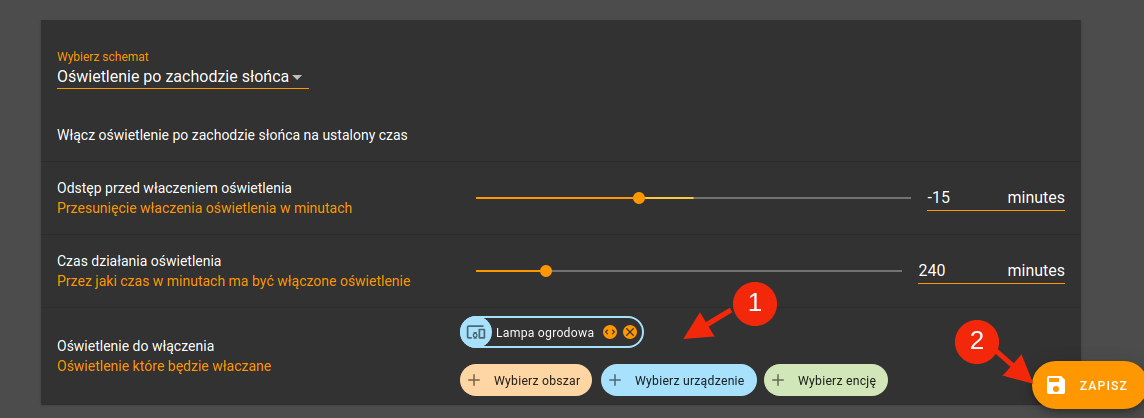 Wybierz schemat
Oświetlenie po zachodzie słońca
Włącz oświetlenie po zachodzie słońca na ustalony czas
Odstęp przed właczeniem oświetlenia
Przesunięcie właczenia oświetlenia w minutach
-15 minutes
Czas działania oświetlenia
Przez jaki czas w minutach ma być włączone oświetlenie
240 minutes
1
Lampa ogrodowa
Oświetlenie do włączenia
Oświetlenie które będzie właczane
Wybierz obszar
Wybierz urządzenie
Wybierz encję
2
ZAPISZ